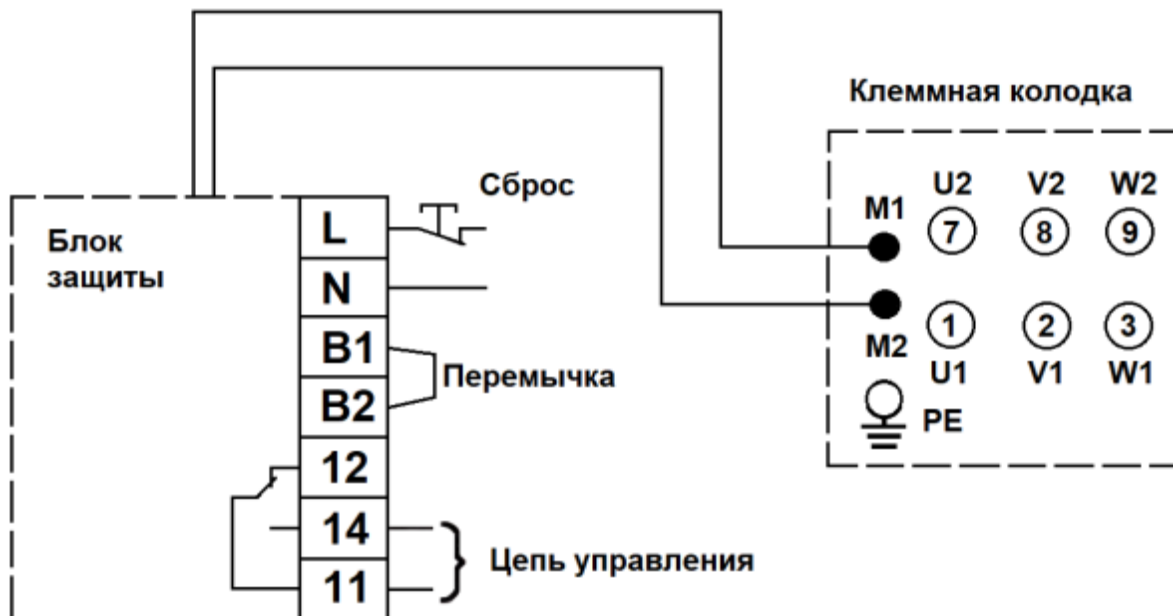 Клеммная колодка
Сброс
Блок
защиты
L
N
B1
B2
12
14
11
Перемычка
Цепь управления
M1
U2
V2
W2
7
8
9
1
2
3
M2
U1
V1
W1
PE